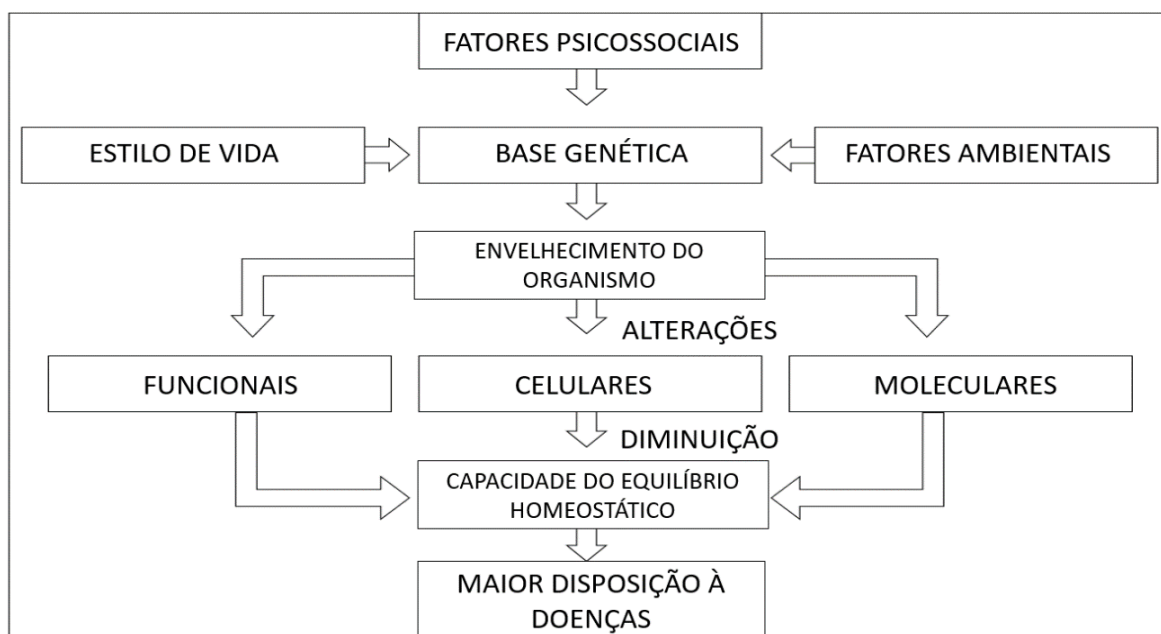 FATORES PSICOSSOCIAIS
ESTILO DE VIDA
BASE GENÉTICA
FATORES AMBIENTAIS
ENVELHECIMENTO DO
ORGANISMO
ALTERAÇÕES
FUNCIONAIS
CELULARES
MOLECULARES
DIMINUIÇÃO
CAPACIDADE DO EQUILÍBRIO
HOMEOSTÁTICO
MAIOR DISPOSIÇÃO À
DOENÇAS